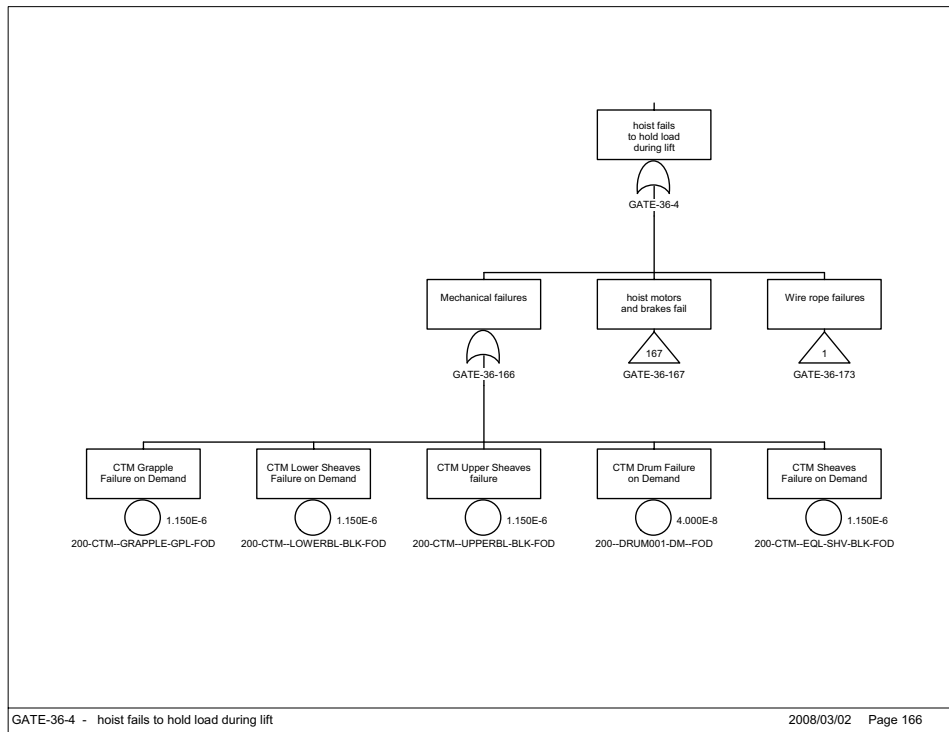 hoist fails
to hold load
during lift
GATE-36-4
Mechanical failures
hoist motors
and brakes fail
Wire rope failures
GATE-36-166
167
GATE-36-167
1
GATE-36-173
CTM Grapple
Failure on Demand
CTM Lower Sheaves
Failure on Demand
CTM Upper Sheaves
failure
CTM Drum Failure
on Demand
CTM Sheaves
Failure on Demand
1.150E-6
200-CTM--GRAPPLE-GPL-FOD
1.150E-6
200-CTM--LOWERBL-BLK-FOD
1.150E-6
200-CTM--UPPERBL-BLK-FOD
4.000E-8
200--DRUM001-DM--FOD
1.150E-6
200-CTM--EQL-SHV-BLK-FOD
GATE-36-4 - hoist fails to hold load during lift
2008/03/02 Page 166